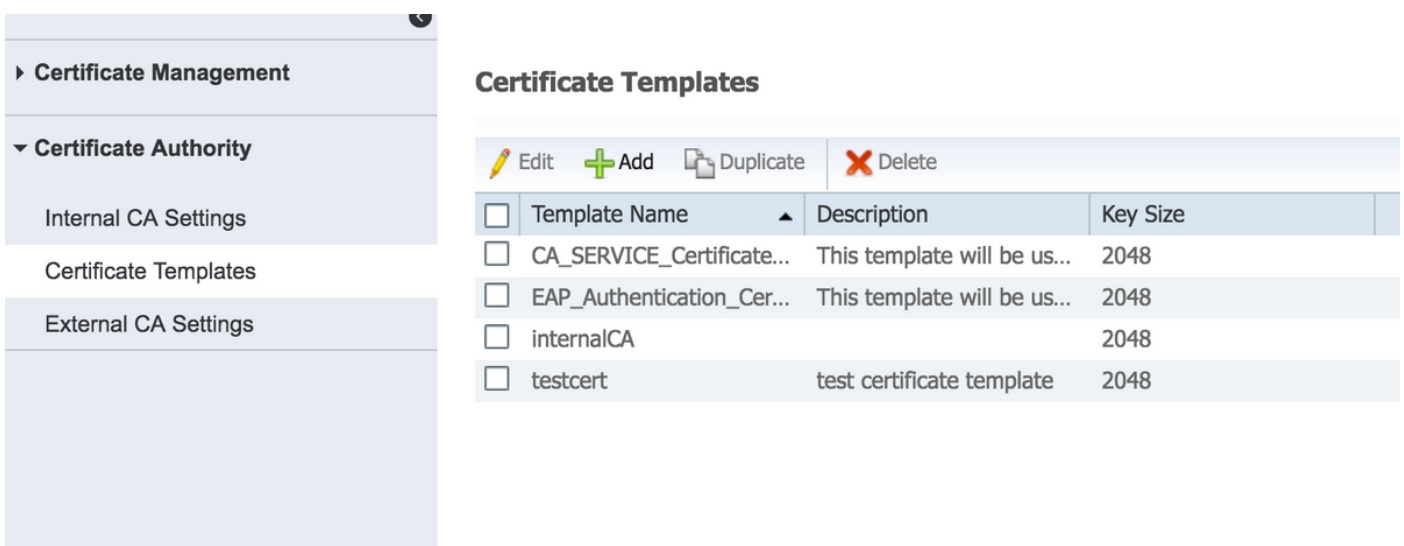 Certificate Management
Certificate Authority
Internal CA Settings
Certificate Templates
External CA Settings
Certificate Templates
Edit Add Duplicate Delete
Template Name Description Key Size
CA_SERVICE_Certificate... This template will be us... 2048
EAP_Authentication_Cer... This template will be us... 2048
internalCA 2048
testcert test certificate template 2048